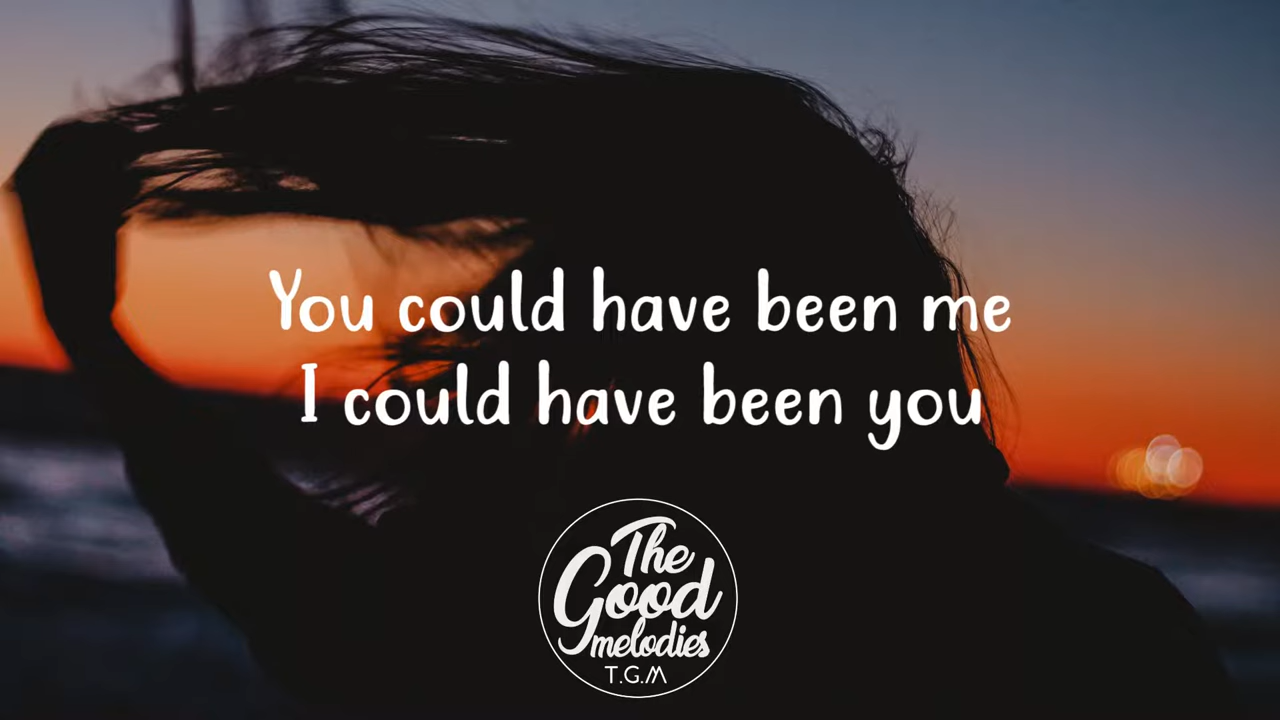 You could have been me
I could have been you
The
Good
melodies
T.G.M